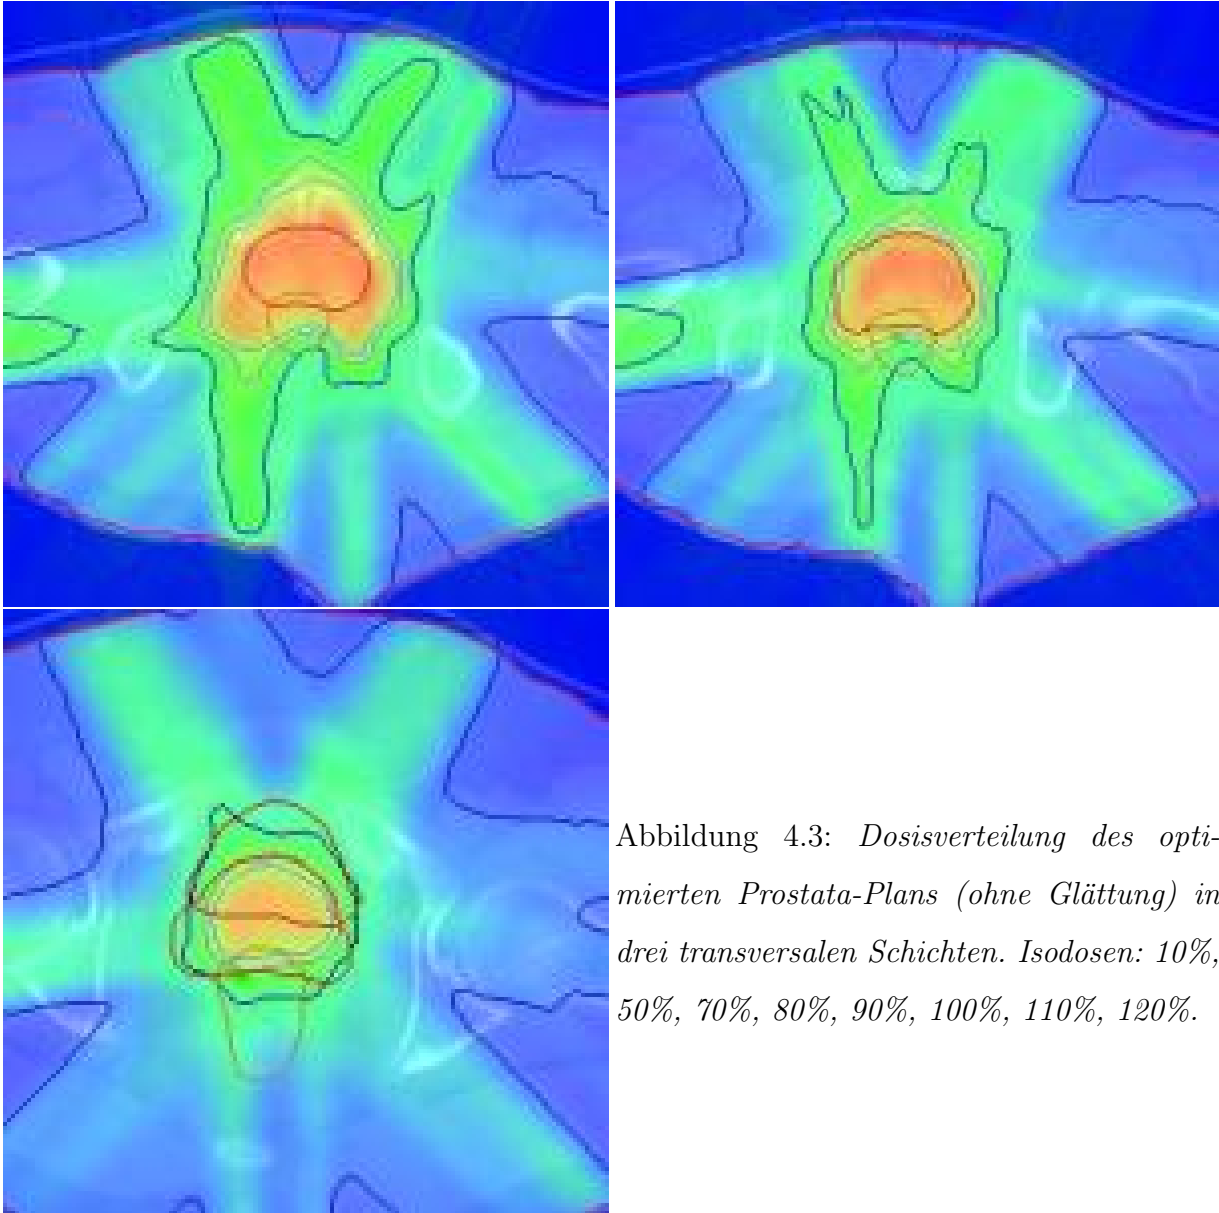 Abbildung 4.3: Dosisverteilung des opti-
mierten Prostata-Plans (ohne Glättung) in
drei transversalen Schichten. Isodosen: 10%,
50%, 70%, 80%, 90%, 100%, 110%, 120%.